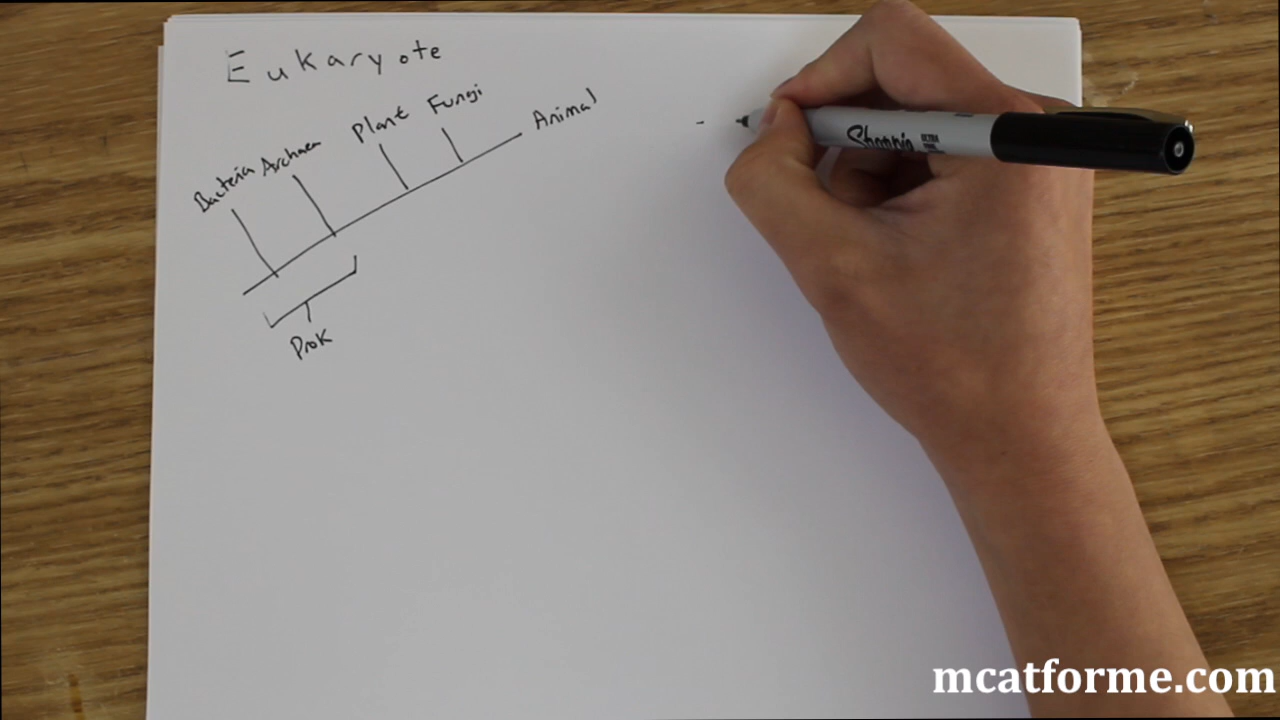 Eukaryote
Bacteria Archaea Plant Fungi Animal
Prok
-
Sharpie
mcatforme.com